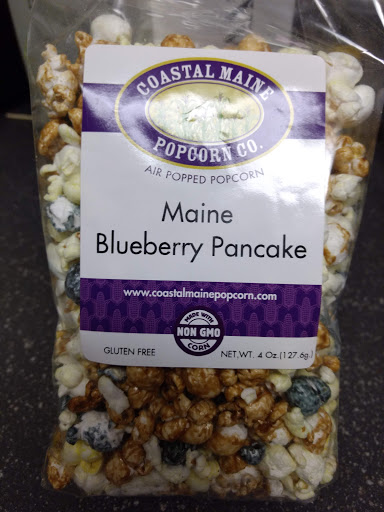 COASTAL MAINE
POPCORN CO.
AIR POPPED POPCORN
Maine
Blueberry Pancake
www.coastalmainepopcorn.com
MADE WITH
NON GMO
CORN
GLUTEN FREE
NET. WT. 4 Oz. (127.6g.)